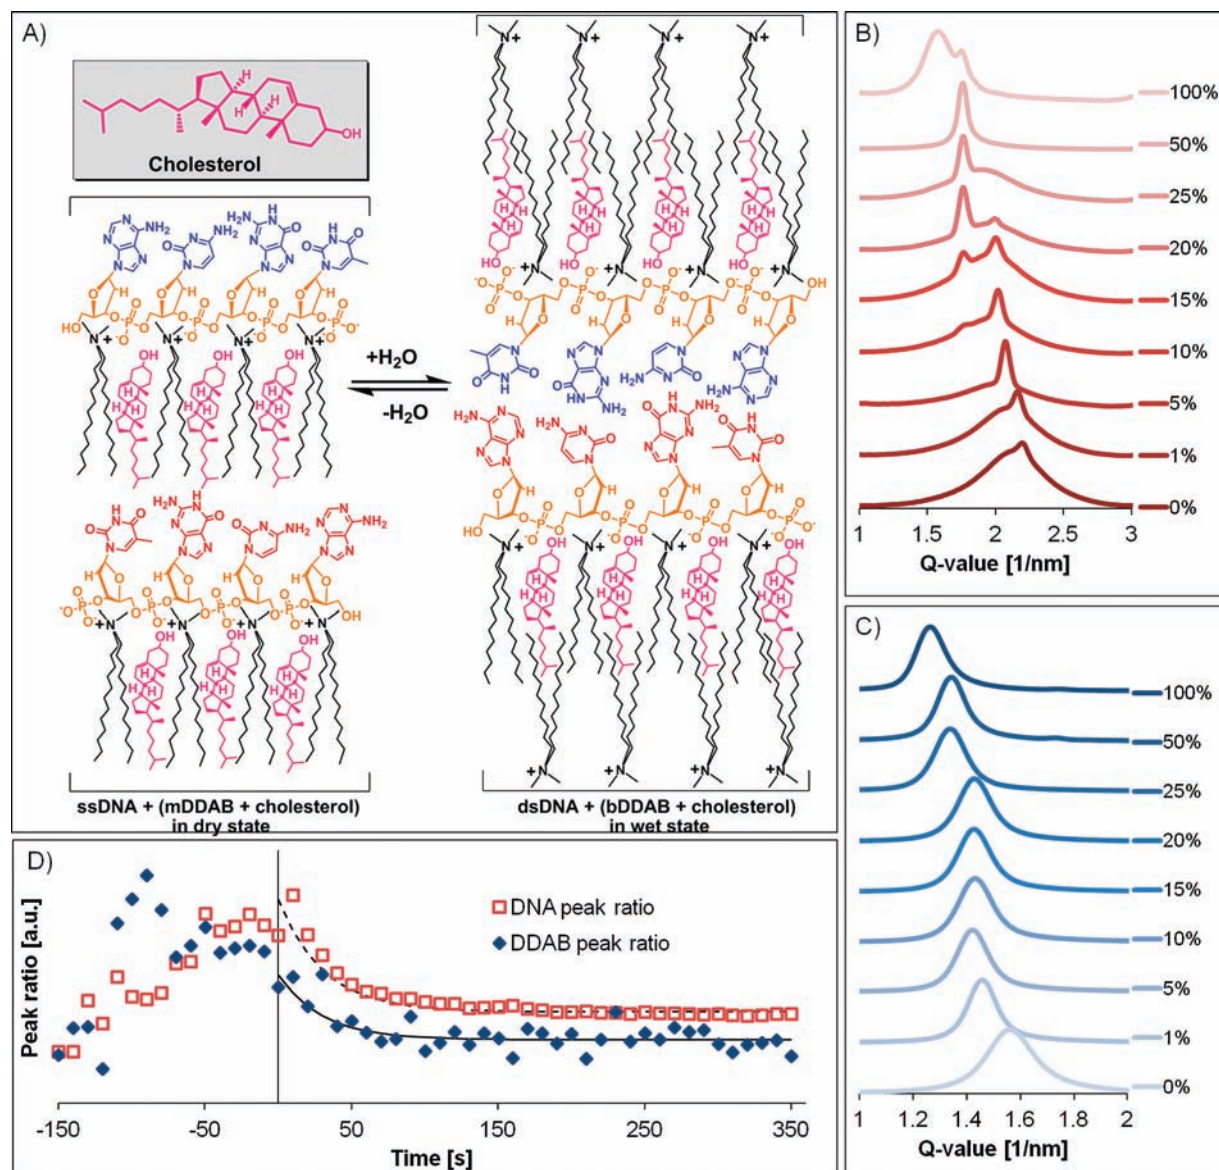 A)
Cholesterol
+H₂O
-H₂O
ssDNA + (mDDAB + cholesterol)
in dry state
dsDNA + (bDDAB + cholesterol)
in wet state
B)
100%
50%
25%
20%
15%
10%
5%
1%
0%
1 1.5 2 2.5 3
Q-value [1/nm]
C)
100%
50%
25%
20%
15%
10%
5%
1%
0%
1 1.2 1.4 1.6 1.8 2
Q-value [1/nm]
D)
Peak ratio [a.u.]
DNA peak ratio
DDAB peak ratio
-150 -50 50 150 250 350
Time [s]